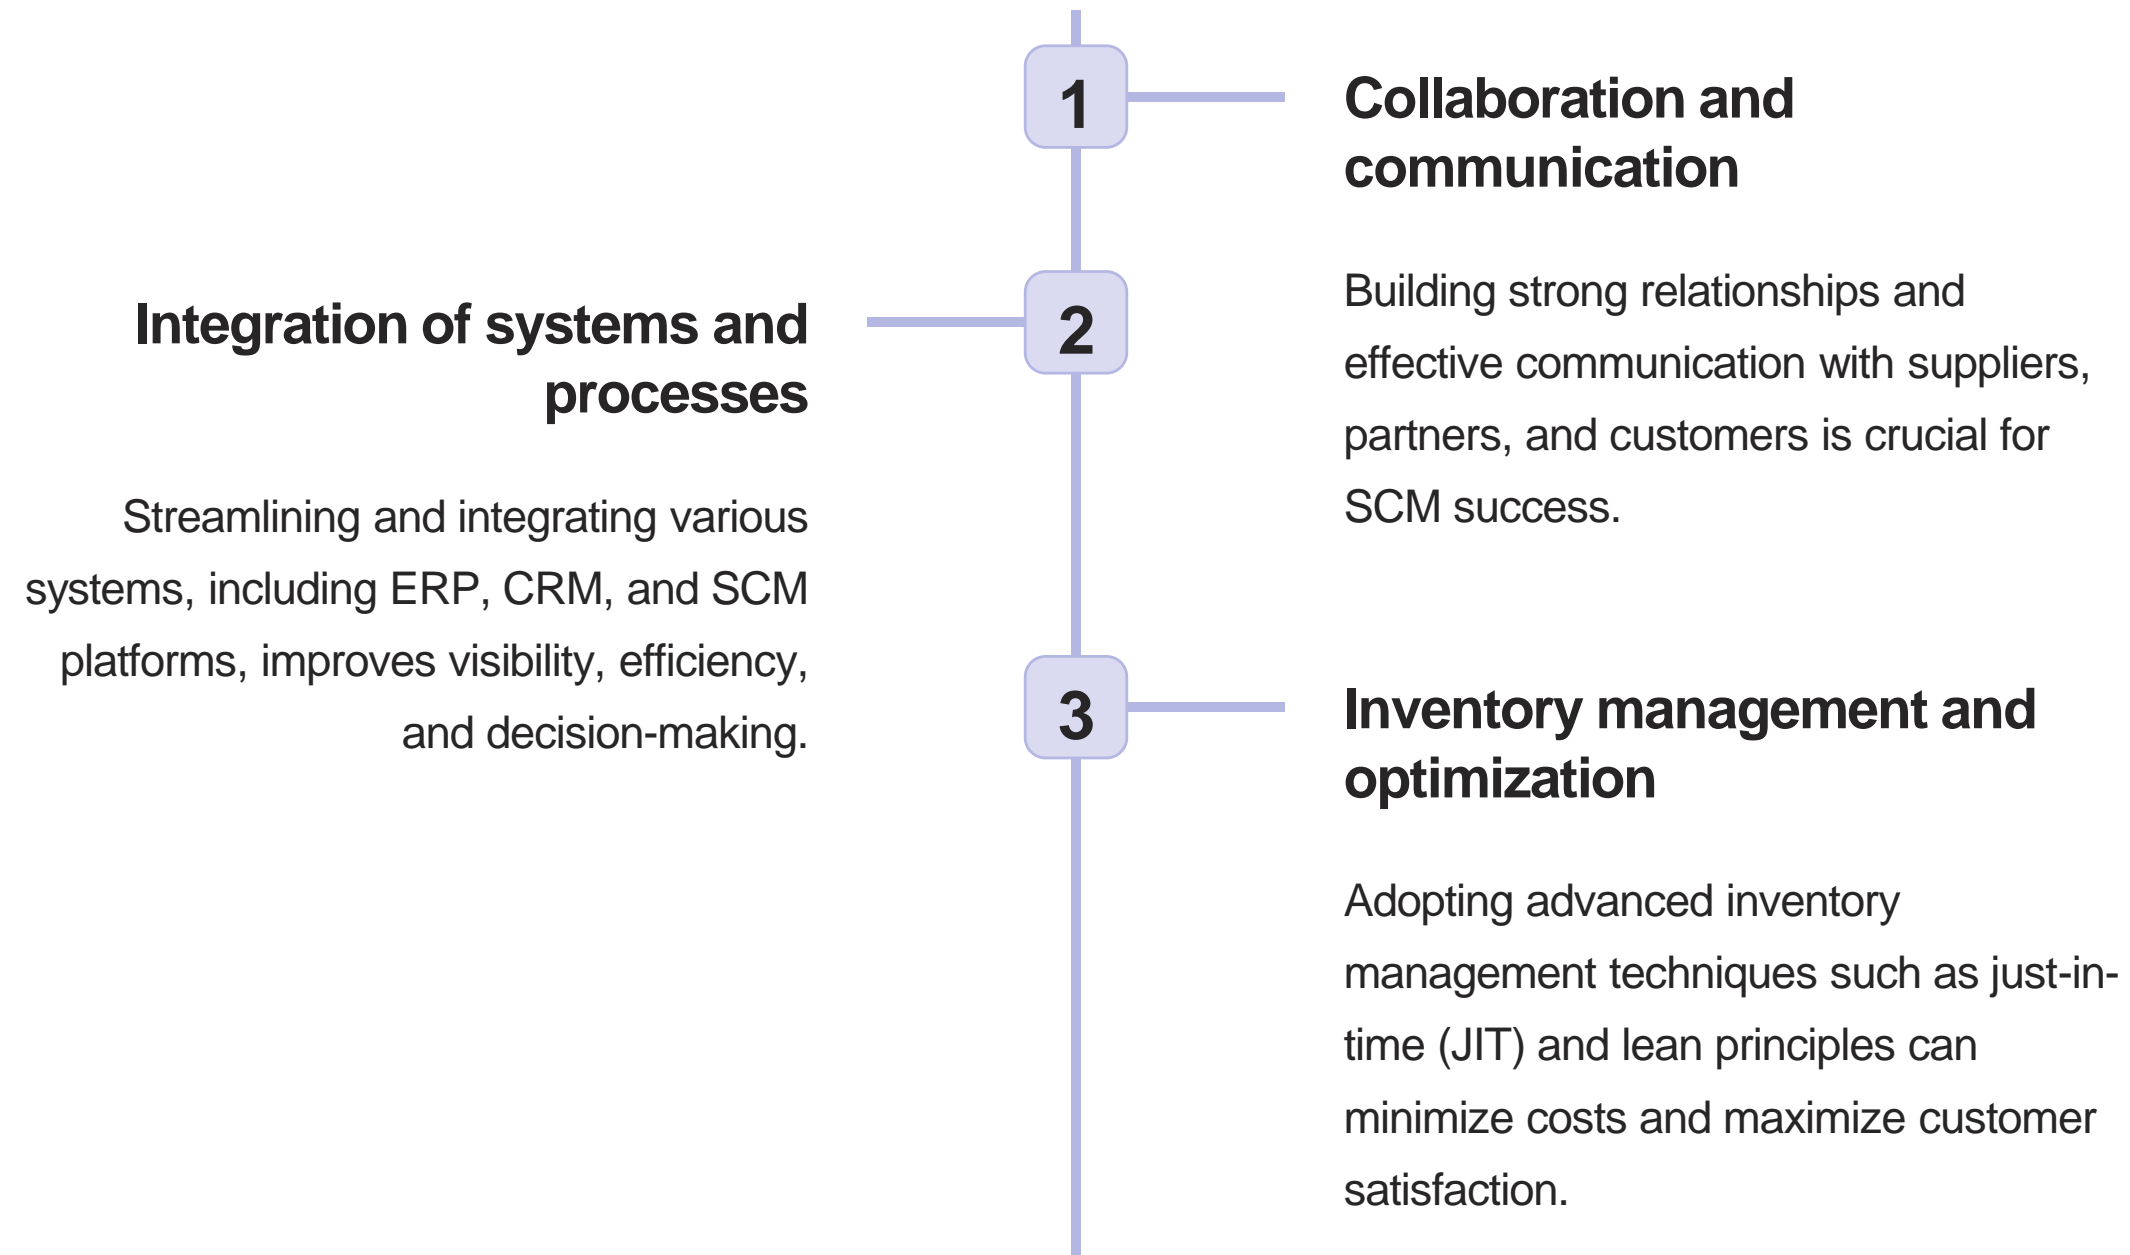 1
Collaboration and
communication
Building strong relationships and
effective communication with suppliers,
partners, and customers is crucial for
SCM success.
2
Integration of systems and
processes
Streamlining and integrating various
systems, including ERP, CRM, and SCM
platforms, improves visibility, efficiency,
and decision-making.
3
Inventory management and
optimization
Adopting advanced inventory
management techniques such as just-in-
time (JIT) and lean principles can
minimize costs and maximize customer
satisfaction.